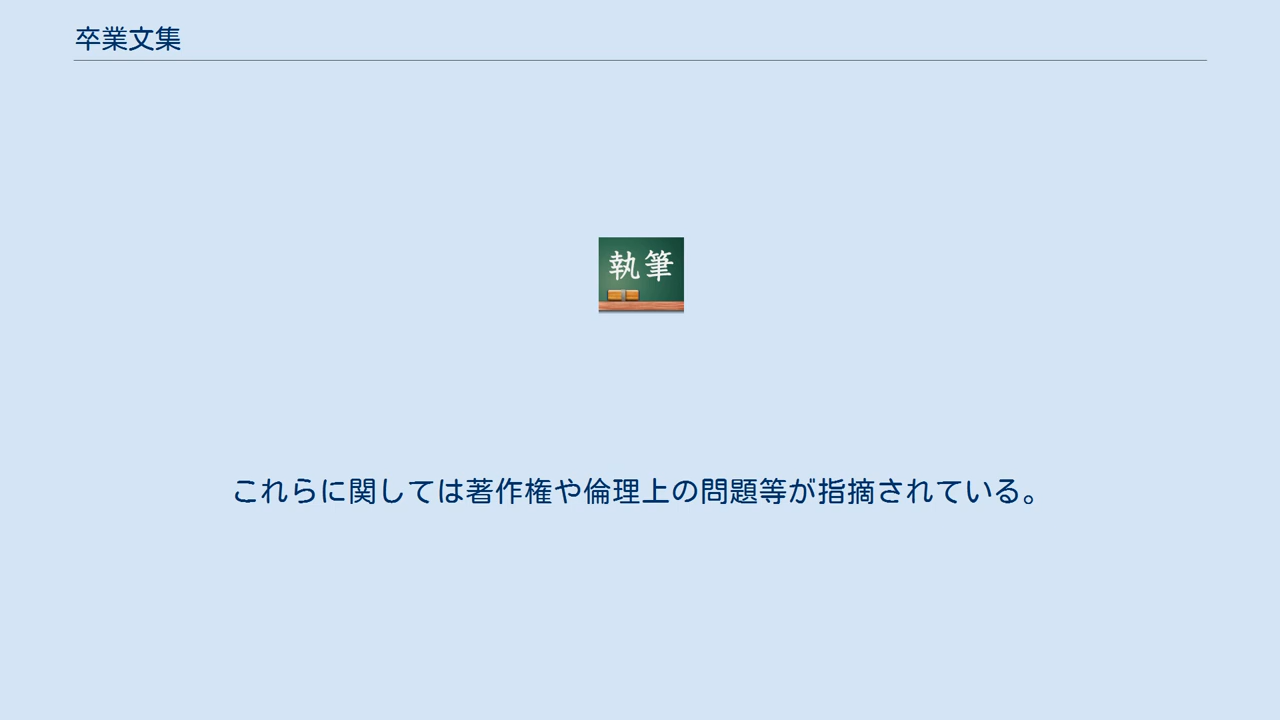 卒業文集
執筆
これらに関しては著作権や倫理上の問題等が指摘されている。